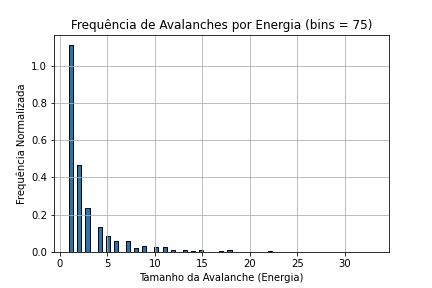 Frequência de Avalanches por Energia (bins = 75)
Frequência Normalizada
1.0
0.8
0.6
0.4
0.2
0.0
0 5 10 15 20 25 30
Tamanho da Avalanche (Energia)